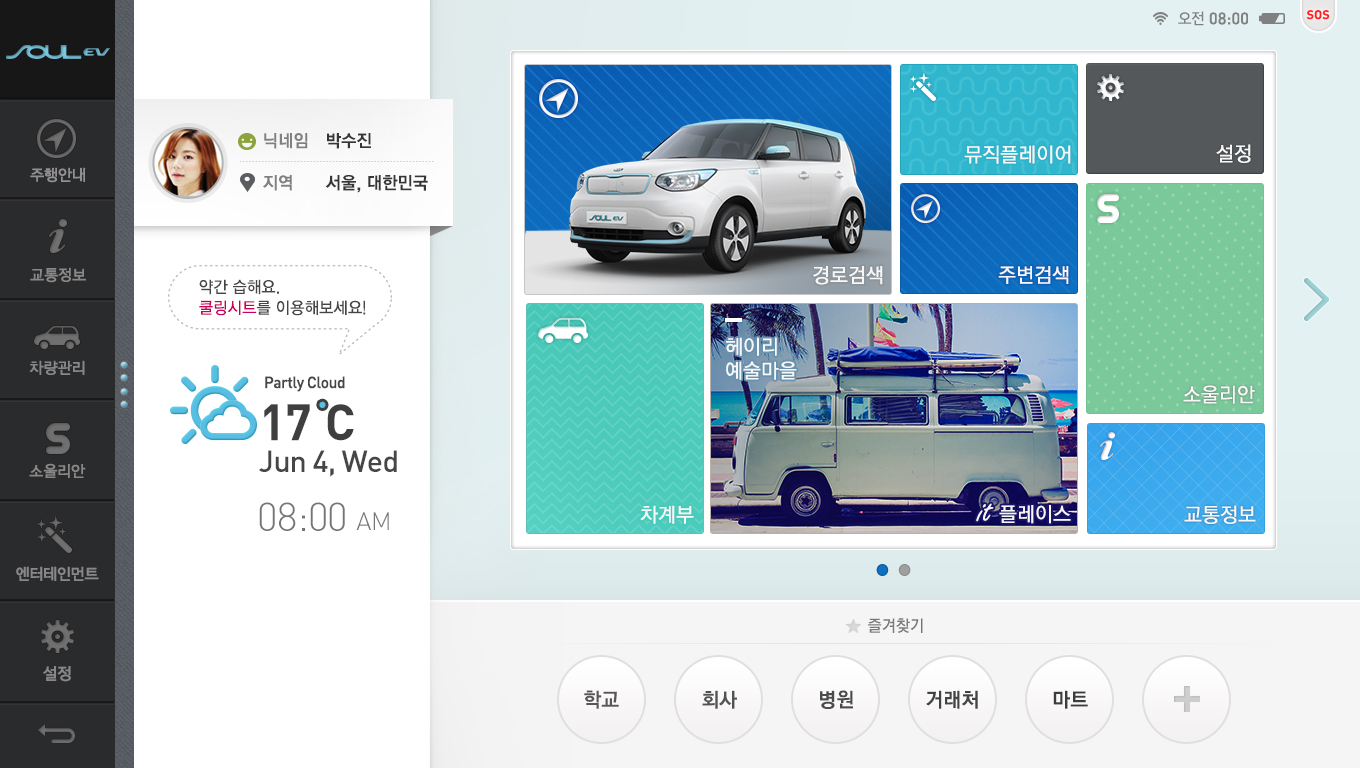 SOUL EV
주행안내
교통정보
차량관리
소울리안
엔터테인먼트
설정
닉네임 박수진
지역 서울, 대한민국
약간 습해요.
쿨링시트를 이용해보세요!
Partly Cloud
17°C
Jun 4, Wed
08:00 AM
오전 08:00
SOS
SOUL EV
경로검색
뮤직플레이어
설정
주변검색
소울리안
차계부
헤이리
예술마을
it 플레이스
교통정보
즐겨찾기
학교
회사
병원
거래처
마트